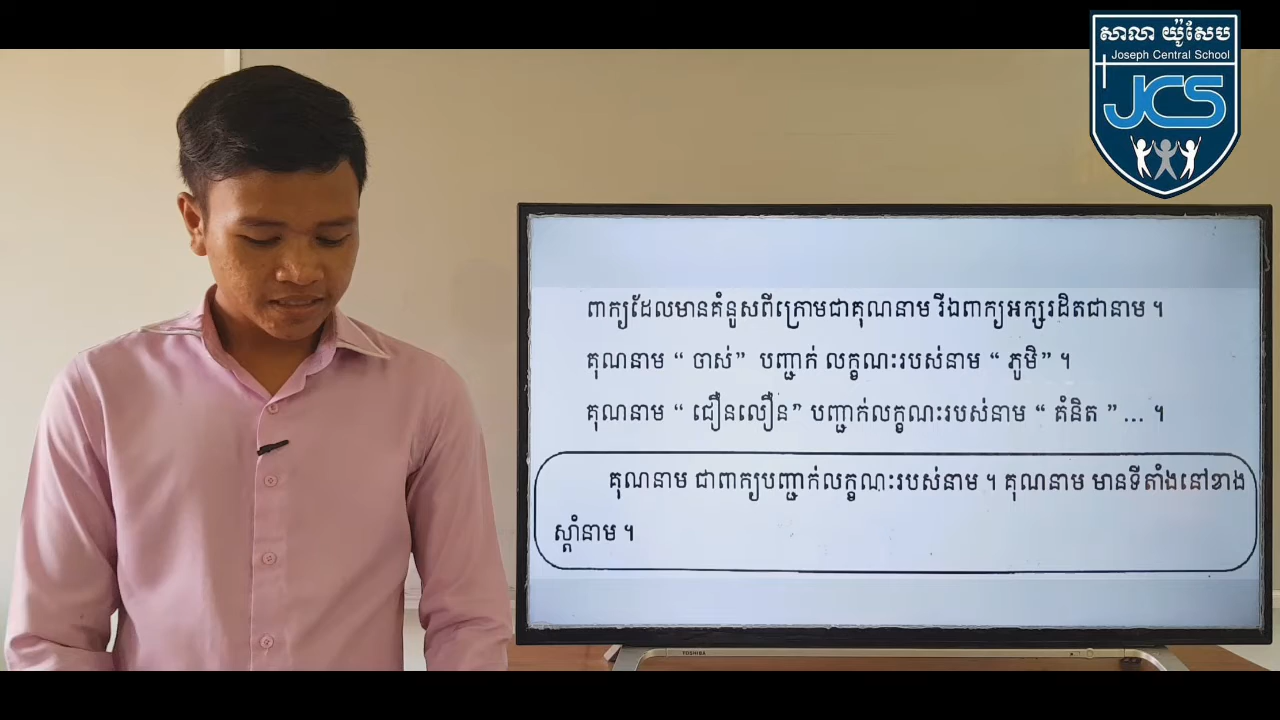 សាលា យ៉ូសែប
Joseph Central School
JCS
ពាក្យដែលមានគំនូសពីក្រោមជាគុណនាម រីឯពាក្យអក្សរដិតជានាម ។
គុណនាម “ ចាស់” បញ្ជាក់ លក្ខណៈរបស់នាម “ ភូមិ” ។
គុណនាម “ ជឿនលឿន” បញ្ជាក់លក្ខណៈរបស់នាម “ គំនិត ” ... ។
គុណនាម ជាពាក្យបញ្ជាក់លក្ខណៈរបស់នាម ។ គុណនាម មានទីតាំងនៅខាង
ស្ដាំនាម ។
TOSHIBA